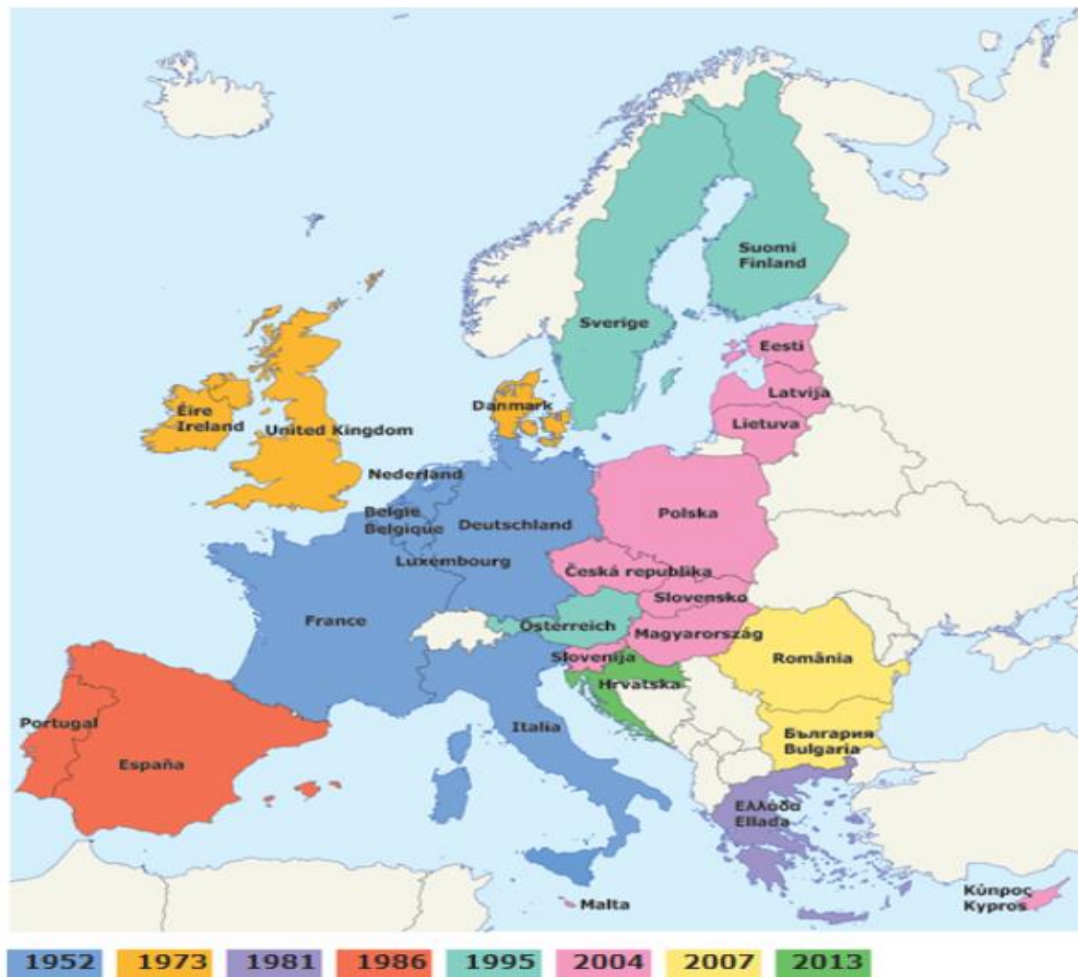 Suomi
Finland
Sverige
Eesti
Latvija
Lietuva
Danmark
Éire
Ireland
United Kingdom
Nederland
België
Belgique
Deutschland
Polska
Luxembourg
Česká republika
Slovensko
France
Österreich
Magyarország
Slovenija
România
Hrvatska
Portugal
Italia
България
Bulgaria
España
Ελλάδα
Ellada
Malta
Κύπρος
Kypros
1952 1973 1981 1986 1995 2004 2007 2013